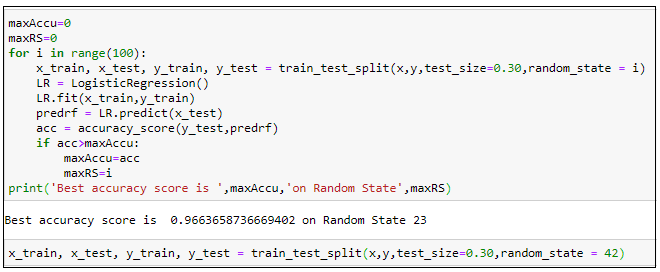 maxAccu=0
maxRS=0
for i in range(100):
    x_train, x_test, y_train, y_test = train_test_split(x,y,test_size=0.30,random_state = i)
    LR = LogisticRegression()
    LR.fit(x_train,y_train)
    predrf = LR.predict(x_test)
    acc = accuracy_score(y_test,predrf)
    if acc>maxAccu:
        maxAccu=acc
        maxRS=i
print('Best accuracy score is ',maxAccu,'on Random State',maxRS)
Best accuracy score is  0.9663658736669402 on Random State 23
x_train, x_test, y_train, y_test = train_test_split(x,y,test_size=0.30,random_state = 42)